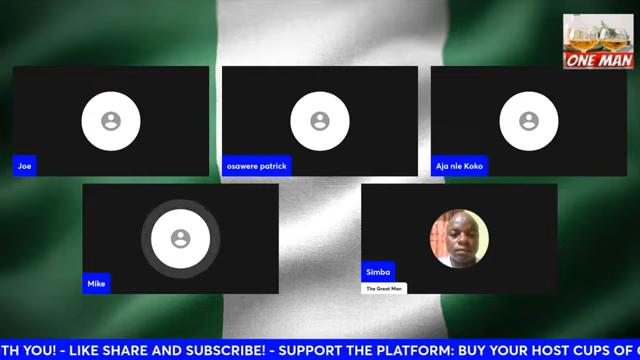 ONE MAN
Joe
osawere patrick
Aja nle Koko
Mike
Simba
The Great Man
TH YOU! - LIKE SHARE AND SUBSCRIBE! - SUPPORT THE PLATFORM: BUY YOUR HOST CUPS OF